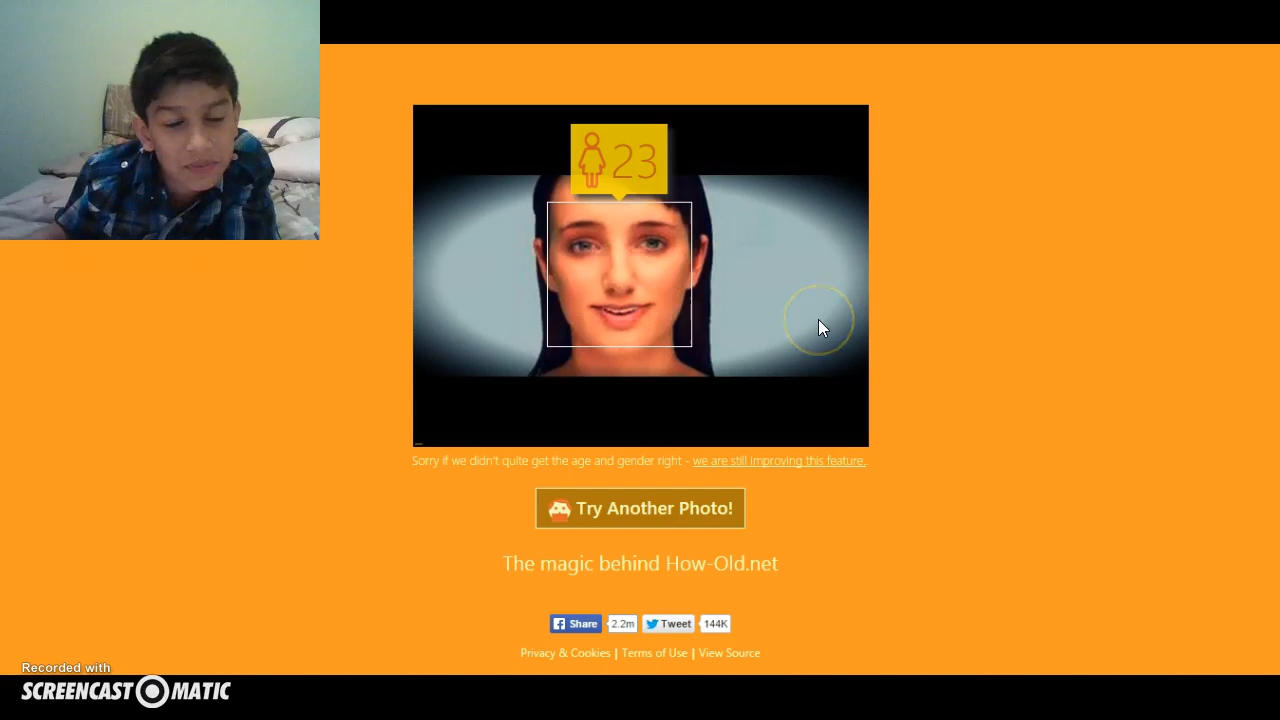 23
Sorry if we didn't quite get the age and gender right - we are still improving this feature.
Try Another Photo!
The magic behind How-Old.net
Share 2.2m Tweet 144K
Privacy & Cookies | Terms of Use | View Source
Recorded with
SCREENCAST-O-MATIC